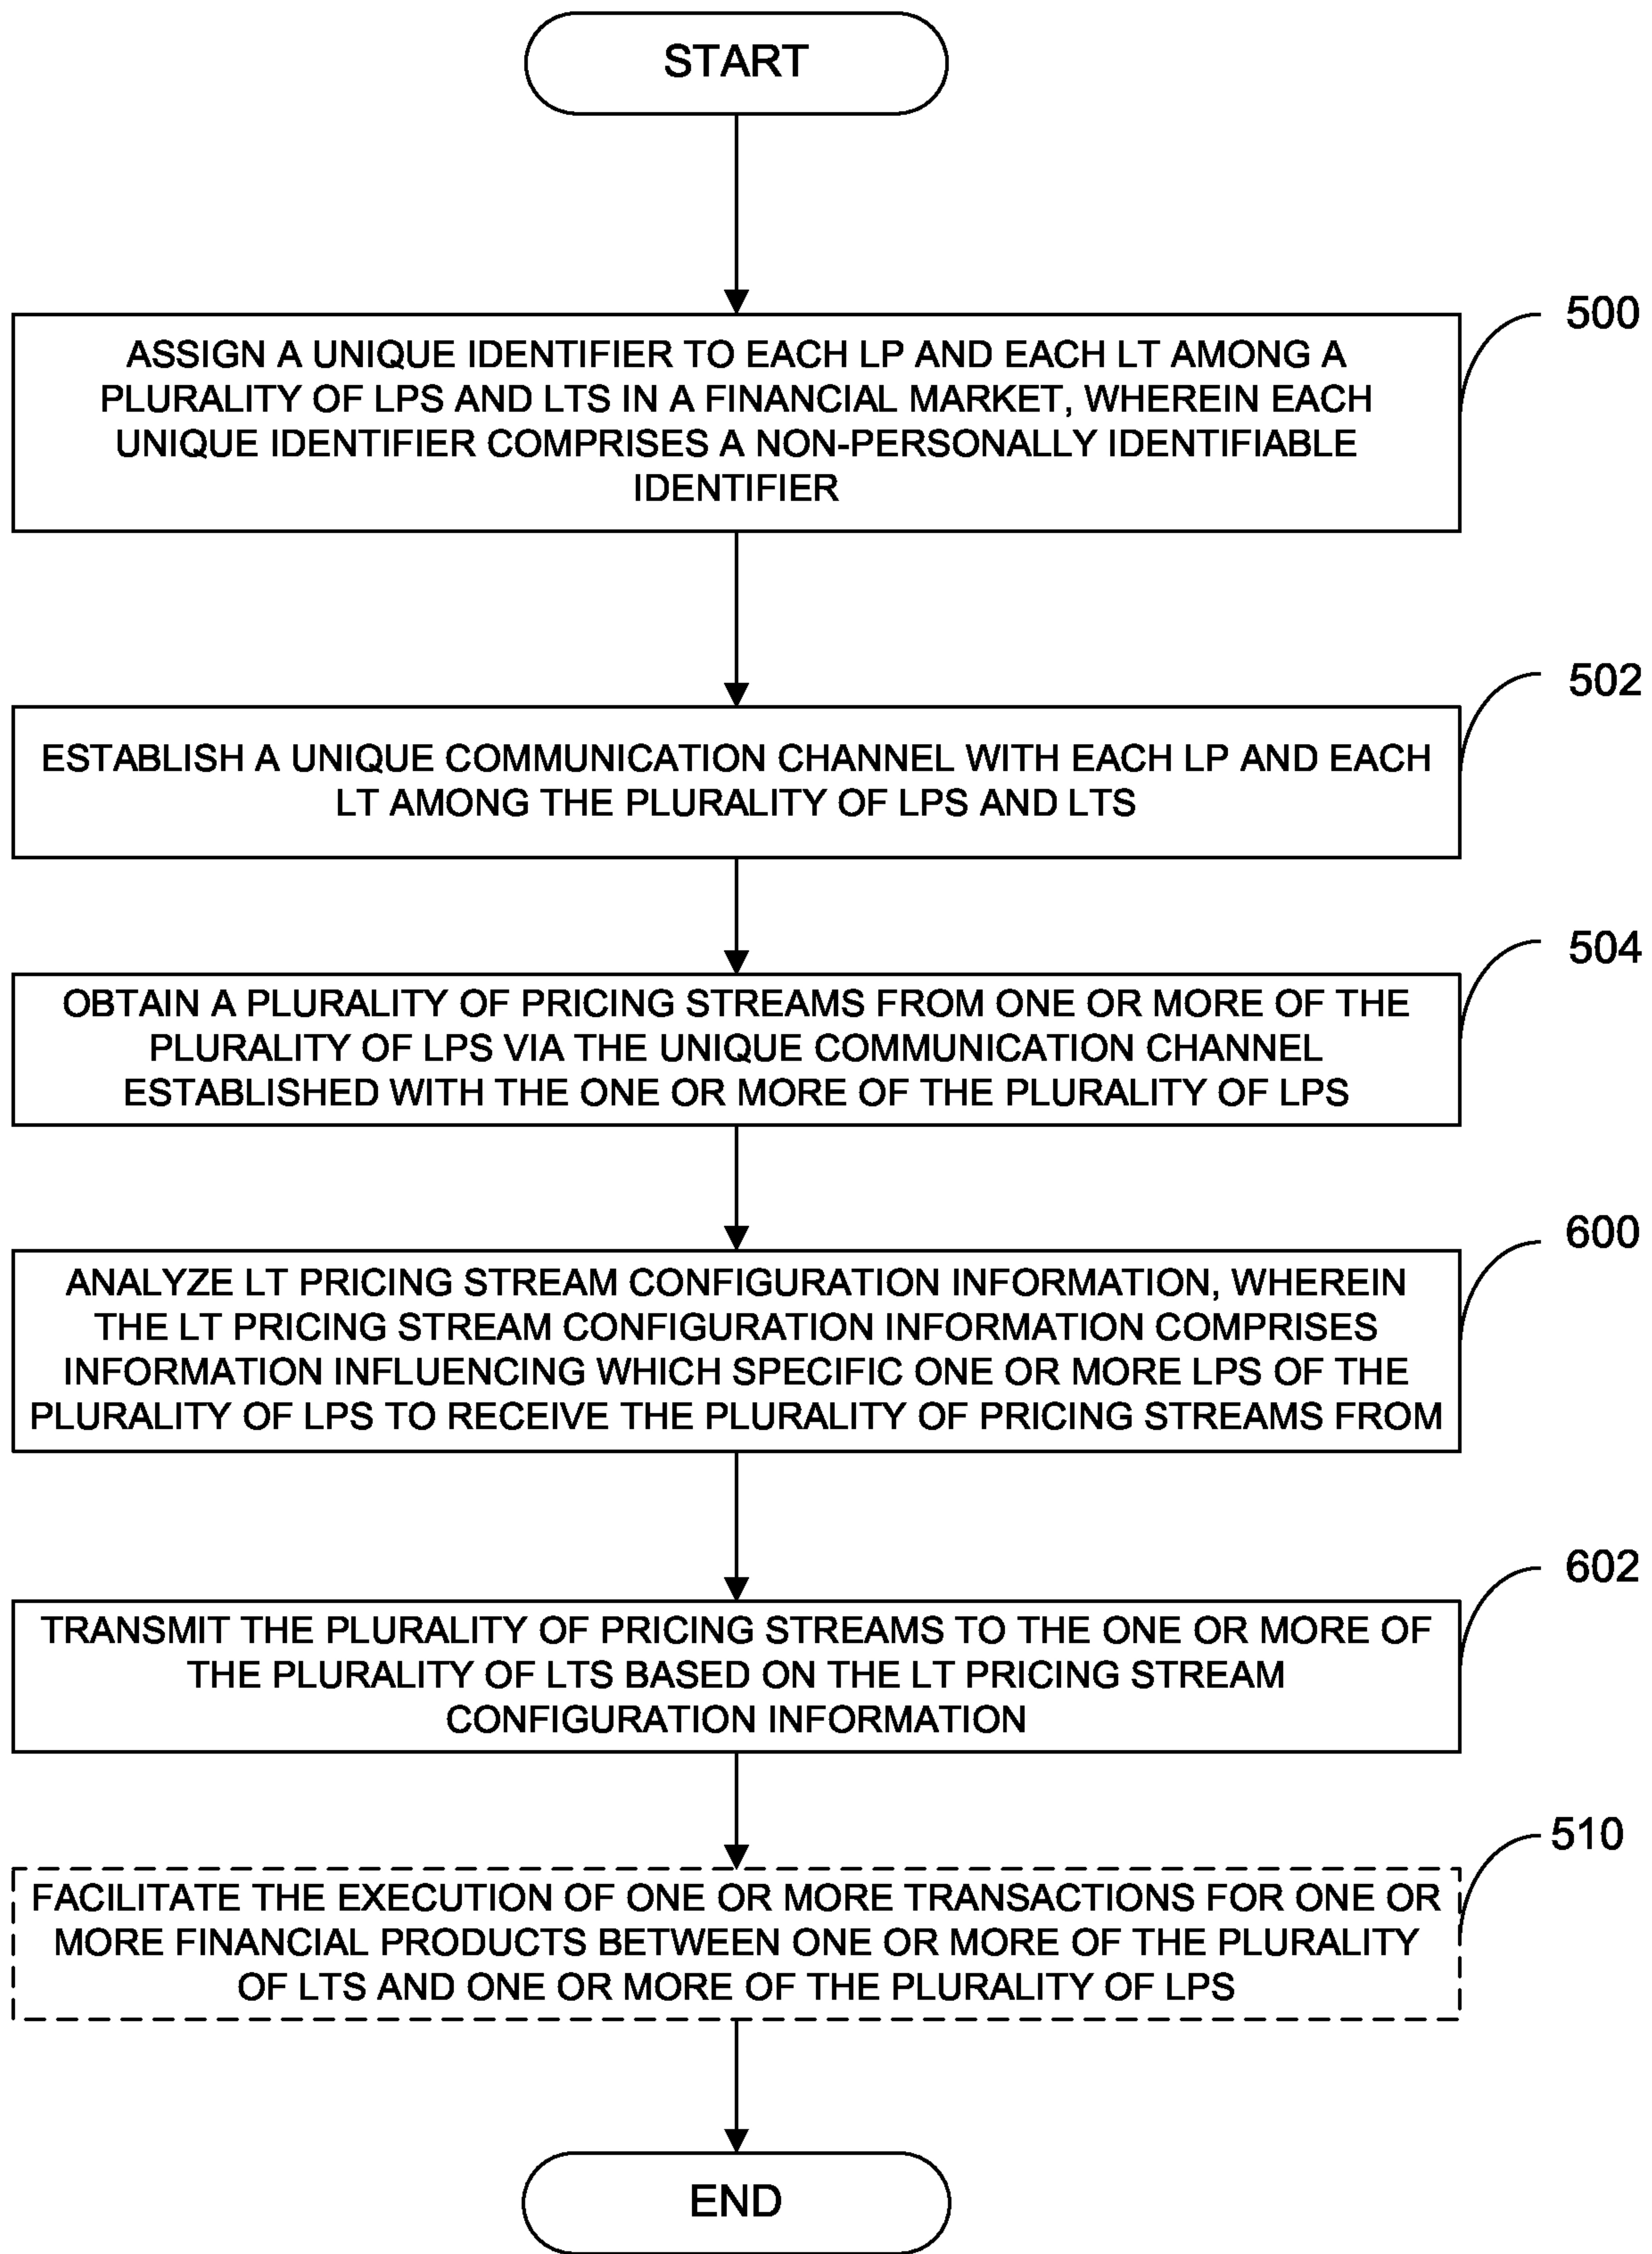 START
500
ASSIGN A UNIQUE IDENTIFIER TO EACH LP AND EACH LT AMONG A
PLURALITY OF LPS AND LTS IN A FINANCIAL MARKET, WHEREIN EACH
UNIQUE IDENTIFIER COMPRISES A NON-PERSONALLY IDENTIFIABLE
IDENTIFIER
502
ESTABLISH A UNIQUE COMMUNICATION CHANNEL WITH EACH LP AND EACH
LT AMONG THE PLURALITY OF LPS AND LTS
504
OBTAIN A PLURALITY OF PRICING STREAMS FROM ONE OR MORE OF THE
PLURALITY OF LPS VIA THE UNIQUE COMMUNICATION CHANNEL
ESTABLISHED WITH THE ONE OR MORE OF THE PLURALITY OF LPS
600
ANALYZE LT PRICING STREAM CONFIGURATION INFORMATION, WHEREIN
THE LT PRICING STREAM CONFIGURATION INFORMATION COMPRISES
INFORMATION INFLUENCING WHICH SPECIFIC ONE OR MORE LPS OF THE
PLURALITY OF LPS TO RECEIVE THE PLURALITY OF PRICING STREAMS FROM
602
TRANSMIT THE PLURALITY OF PRICING STREAMS TO THE ONE OR MORE OF
THE PLURALITY OF LTS BASED ON THE LT PRICING STREAM
CONFIGURATION INFORMATION
510
FACILITATE THE EXECUTION OF ONE OR MORE TRANSACTIONS FOR ONE OR
MORE FINANCIAL PRODUCTS BETWEEN ONE OR MORE OF THE PLURALITY
OF LTS AND ONE OR MORE OF THE PLURALITY OF LPS
END